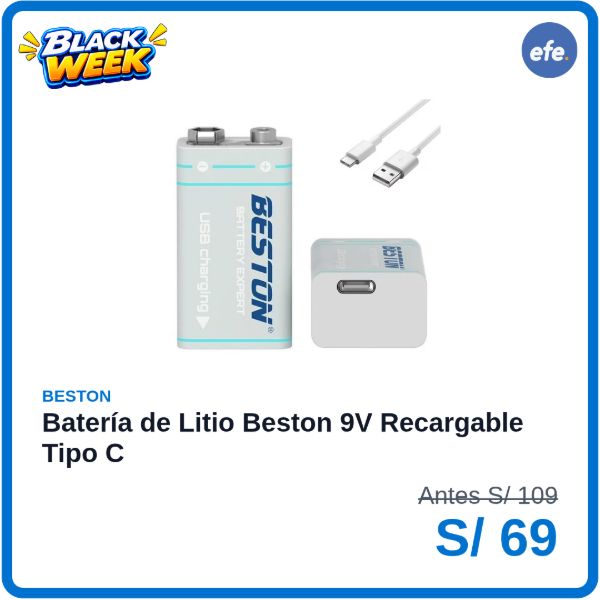 BLACK
WEEK
efe.
BESTON
BATTERY EXPERT
USB charging
BESTON
BESTON
Batería de Litio Beston 9V Recargable
Tipo C
Antes S/ 109
S/ 69